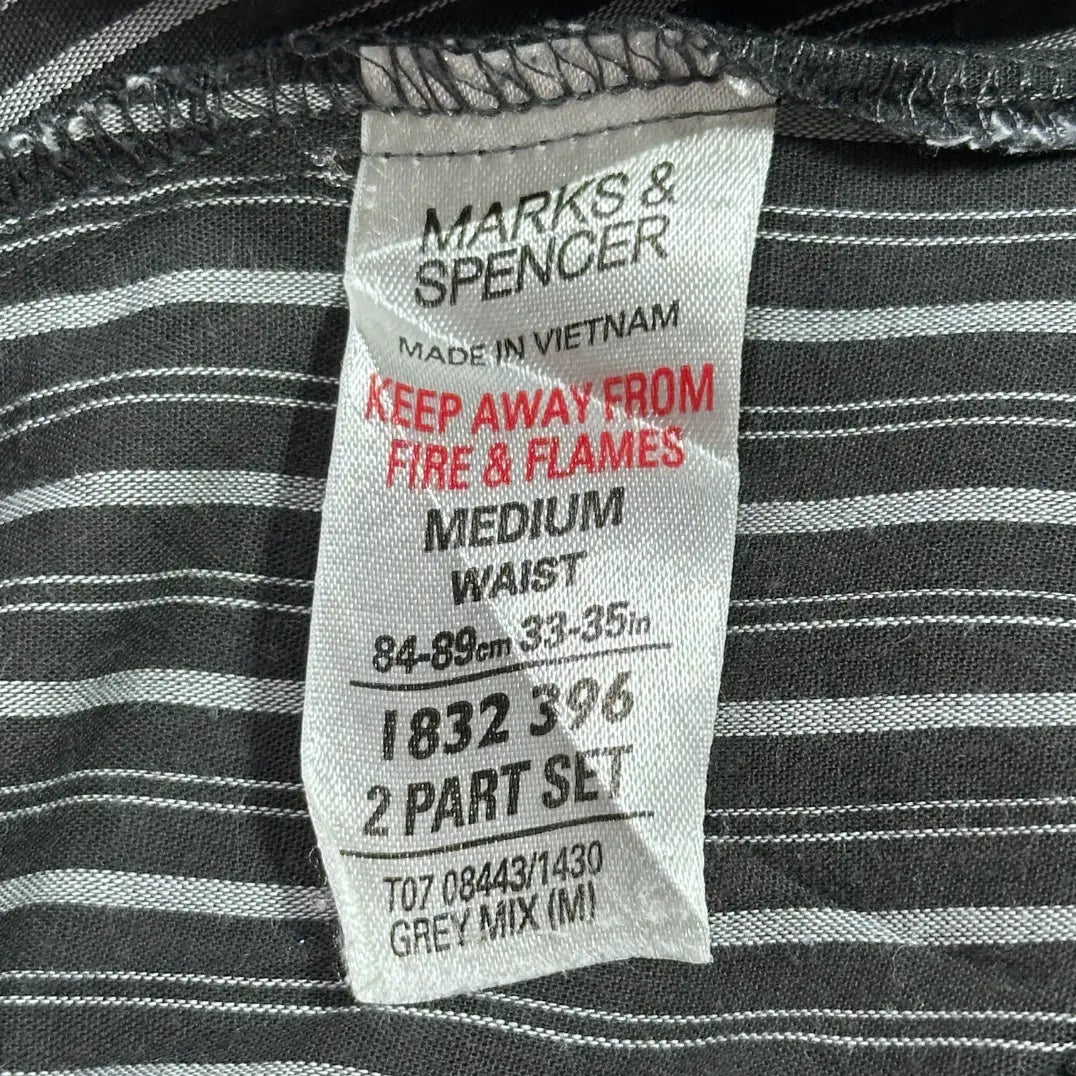 MARKS &
SPENCER
MADE IN VIETNAM
KEEP AWAY FROM
FIRE & FLAMES
MEDIUM
WAIST
84-89cm 33-35in
1832 396
2 PART SET
T07 08443/1430
GREY MIX (M)